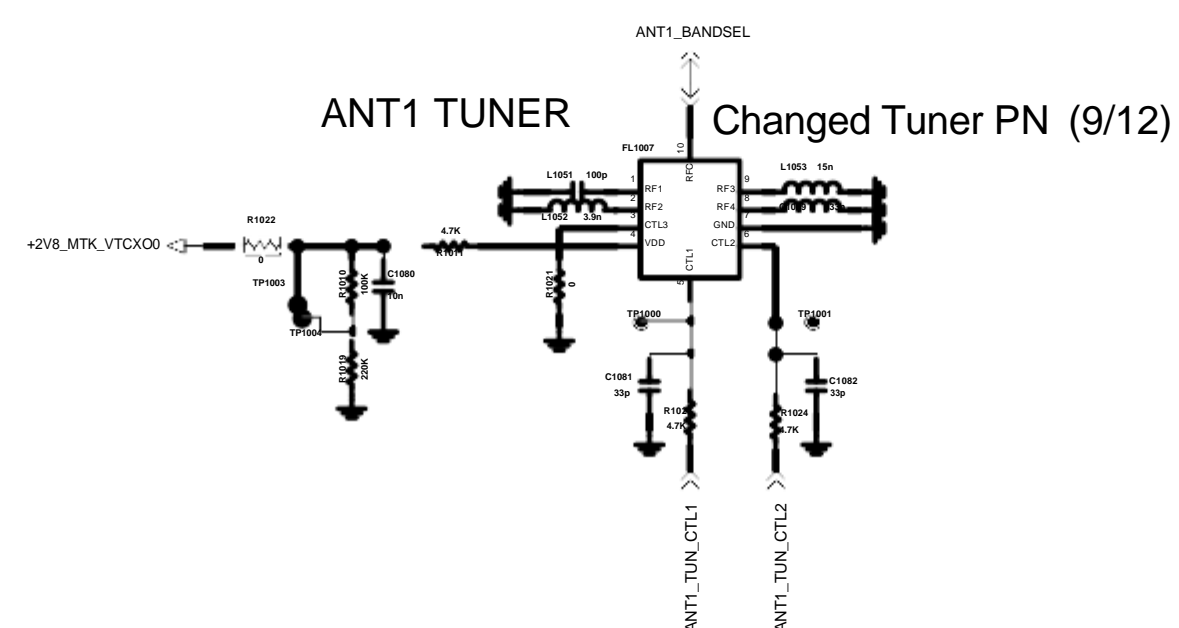 ANT1_BANDSEL
ANT1 TUNER
Changed Tuner PN (9/12)
FL1007
10
RFC
L1051 100p
1
RF1
2
RF2
L1052 3.9n
3
CTL3
4
VDD
L1053 15n
9
RF3
8
RF4
33n
7
GND
6
CTL2
CTL1
5
R1022
0
+2V8_MTK_VTCXO0
4.7K
R1011
TP1003
R1010
100K
C1080
10n
TP1004
R1019
220K
R1021
0
TP1000
TP1001
C1081
33p
C1082
33p
4.7K
R1024
4.7K
ANT1_TUN_CTL1
ANT1_TUN_CTL2